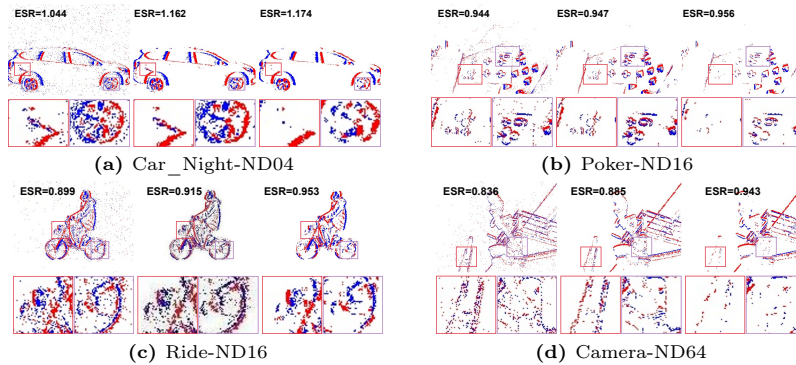 ESR=1.044 ESR=1.162 ESR=1.174
ESR=0.944 ESR=0.947 ESR=0.956
(a) Car_Night-ND04
(b) Poker-ND16
ESR=0.899 ESR=0.915 ESR=0.953
ESR=0.836 ESR=0.885 ESR=0.943
(c) Ride-ND16
(d) Camera-ND64